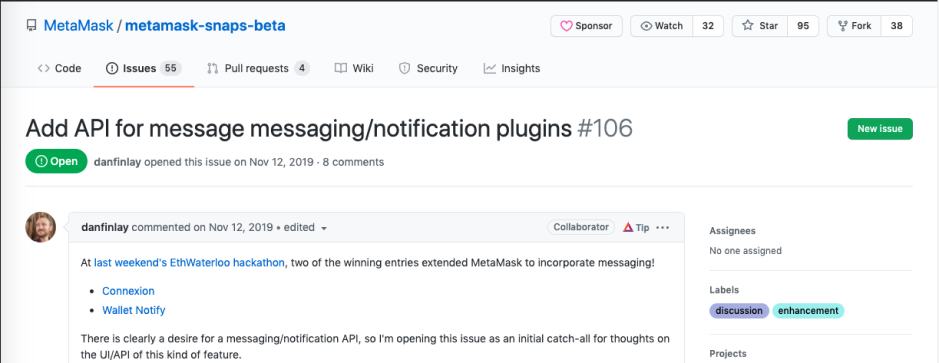 MetaMask / metamask-snaps-beta
Sponsor
Watch 32
Star 95
Fork 38
Code
Issues 55
Pull requests 4
Wiki
Security
Insights
Add API for message messaging/notification plugins #106
New issue
Open
danfinlay opened this issue on Nov 12, 2019 · 8 comments
danfinlay commented on Nov 12, 2019 • edited
Collaborator
Tip
At last weekend's EthWaterloo hackathon, two of the winning entries extended MetaMask to incorporate messaging!
• Connexion
• Wallet Notify
There is clearly a desire for a messaging/notification API, so I'm opening this issue as an initial catch-all for thoughts on
the UI/API of this kind of feature.
Assignees
No one assigned
Labels
discussion enhancement
Projects